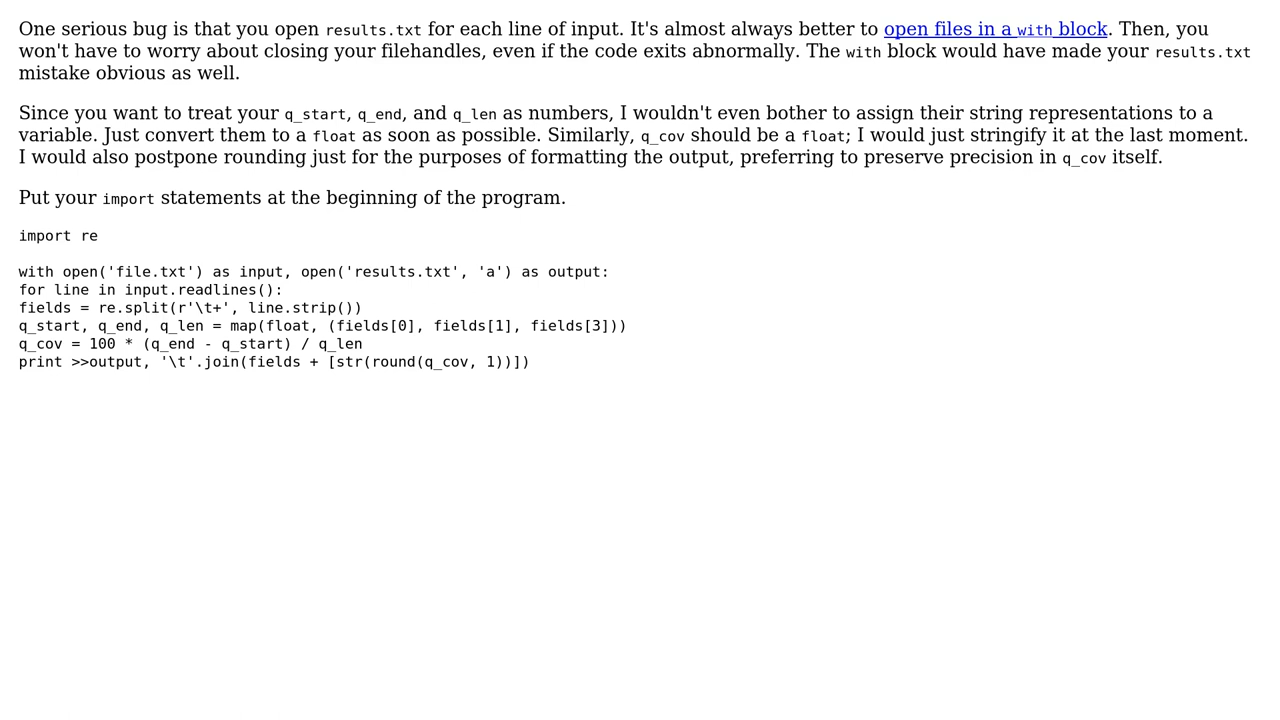 One serious bug is that you open results.txt for each line of input. It's almost always better to open files in a with block. Then, you
won't have to worry about closing your filehandles, even if the code exits abnormally. The with block would have made your results.txt
mistake obvious as well.
Since you want to treat your q_start, q_end, and q_len as numbers, I wouldn't even bother to assign their string representations to a
variable. Just convert them to a float as soon as possible. Similarly, q_cov should be a float; I would just stringify it at the last moment.
I would also postpone rounding just for the purposes of formatting the output, preferring to preserve precision in q_cov itself.
Put your import statements at the beginning of the program.
import re
with open('file.txt') as input, open('results.txt', 'a') as output:
for line in input.readlines():
fields = re.split(r'\t+', line.strip())
q_start, q_end, q_len = map(float, (fields[0], fields[1], fields[3]))
q_cov = 100 * (q_end - q_start) / q_len
print >>output, '\t'.join(fields + [str(round(q_cov, 1))])